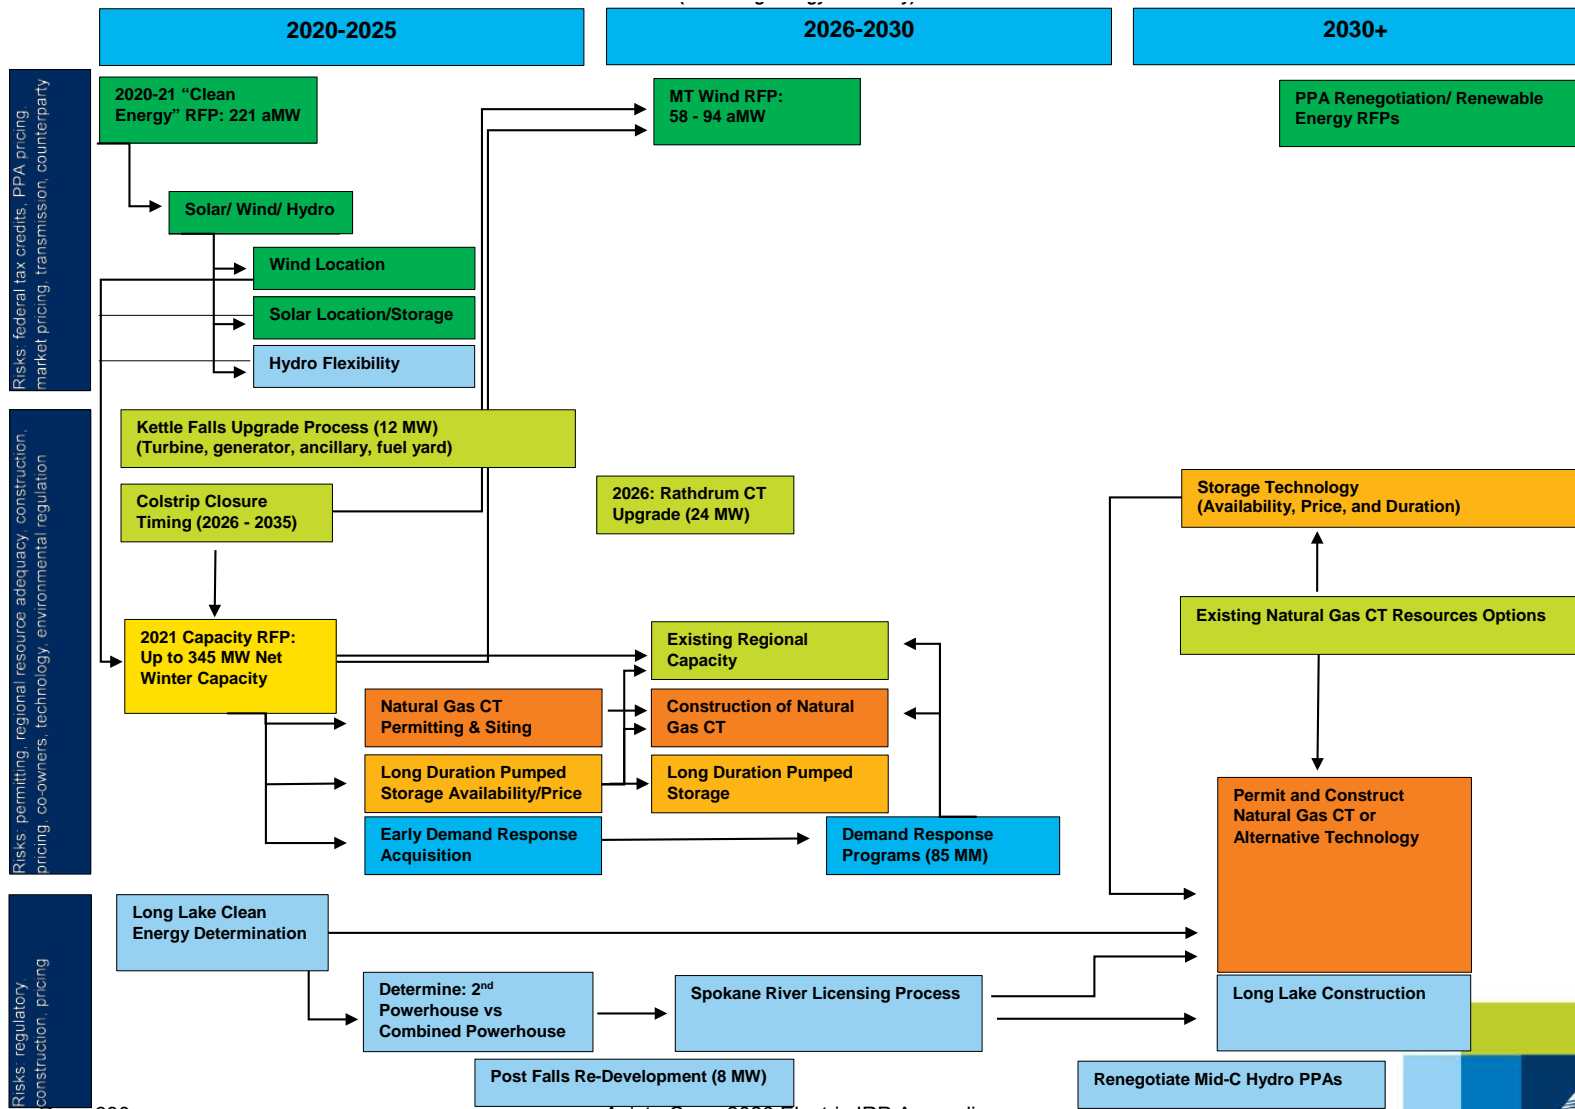 2020-2025
2026-2030
2030+
Risks: federal tax credits, PPA pricing,
market pricing, transmission, counterparty
2020-21 “Clean
Energy” RFP: 221 aMW
MT Wind RFP:
58 - 94 aMW
PPA Renegotiation/ Renewable
Energy RFPs
Solar/ Wind/ Hydro
Wind Location
Solar Location/Storage
Hydro Flexibility
Risks: permitting, regional resource adequacy, construction,
pricing, co-owners, technology, environmental regulation
Kettle Falls Upgrade Process (12 MW)
(Turbine, generator, ancillary, fuel yard)
Colstrip Closure
Timing (2026 - 2035)
2026: Rathdrum CT
Upgrade (24 MW)
Storage Technology
(Availability, Price, and Duration)
Existing Natural Gas CT Resources Options
2021 Capacity RFP:
Up to 345 MW Net
Winter Capacity
Existing Regional
Capacity
Natural Gas CT
Permitting & Siting
Construction of Natural
Gas CT
Long Duration Pumped
Storage Availability/Price
Long Duration Pumped
Storage
Early Demand Response
Acquisition
Demand Response
Programs (85 MM)
Permit and Construct
Natural Gas CT or
Alternative Technology
Risks: regulatory,
construction, pricing
Long Lake Clean
Energy Determination
Determine: 2nd
Powerhouse vs
Combined Powerhouse
Spokane River Licensing Process
Long Lake Construction
Post Falls Re-Development (8 MW)
Renegotiate Mid-C Hydro PPAs